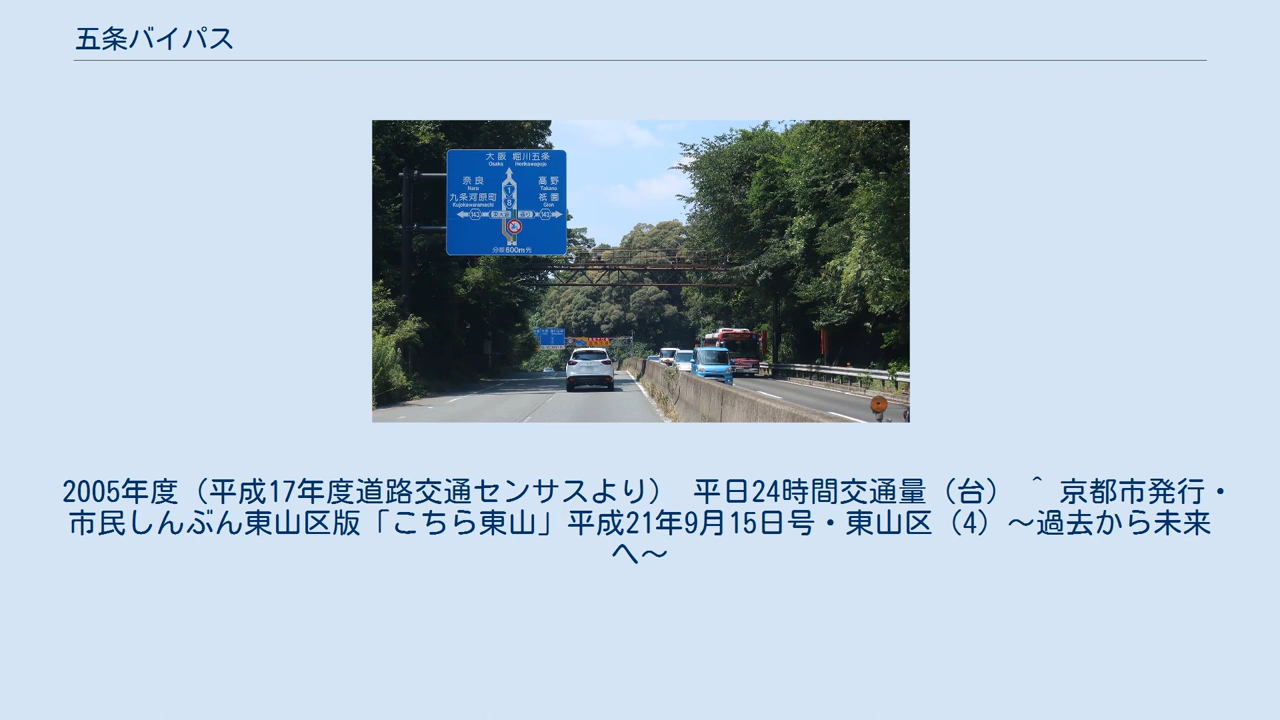 五条バイパス
大阪 堀川五条
Osaka Horikawagojo
奈良 高野
Nara Takano
九条河原町 祇園
Kujokawaramachi Gion
143 1 8 143
分岐600m先
2005年度（平成17年度道路交通センサスより） 平日24時間交通量（台） ^ 京都市発行・
市民しんぶん東山区版「こちら東山」平成21年9月15日号・東山区（4）〜過去から未来
へ〜